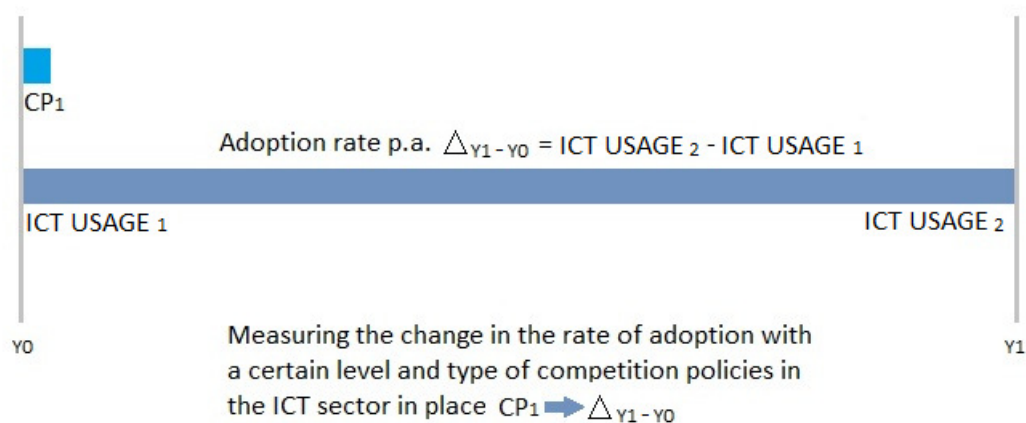 CP1
Adoption rate p.a. △Y1-Y0 = ICT USAGE 2 - ICT USAGE 1
ICT USAGE 1 ICT USAGE 2
Y0 Y1
Measuring the change in the rate of adoption with
a certain level and type of competition policies in
the ICT sector in place CP1 ➡ △Y1-Y0